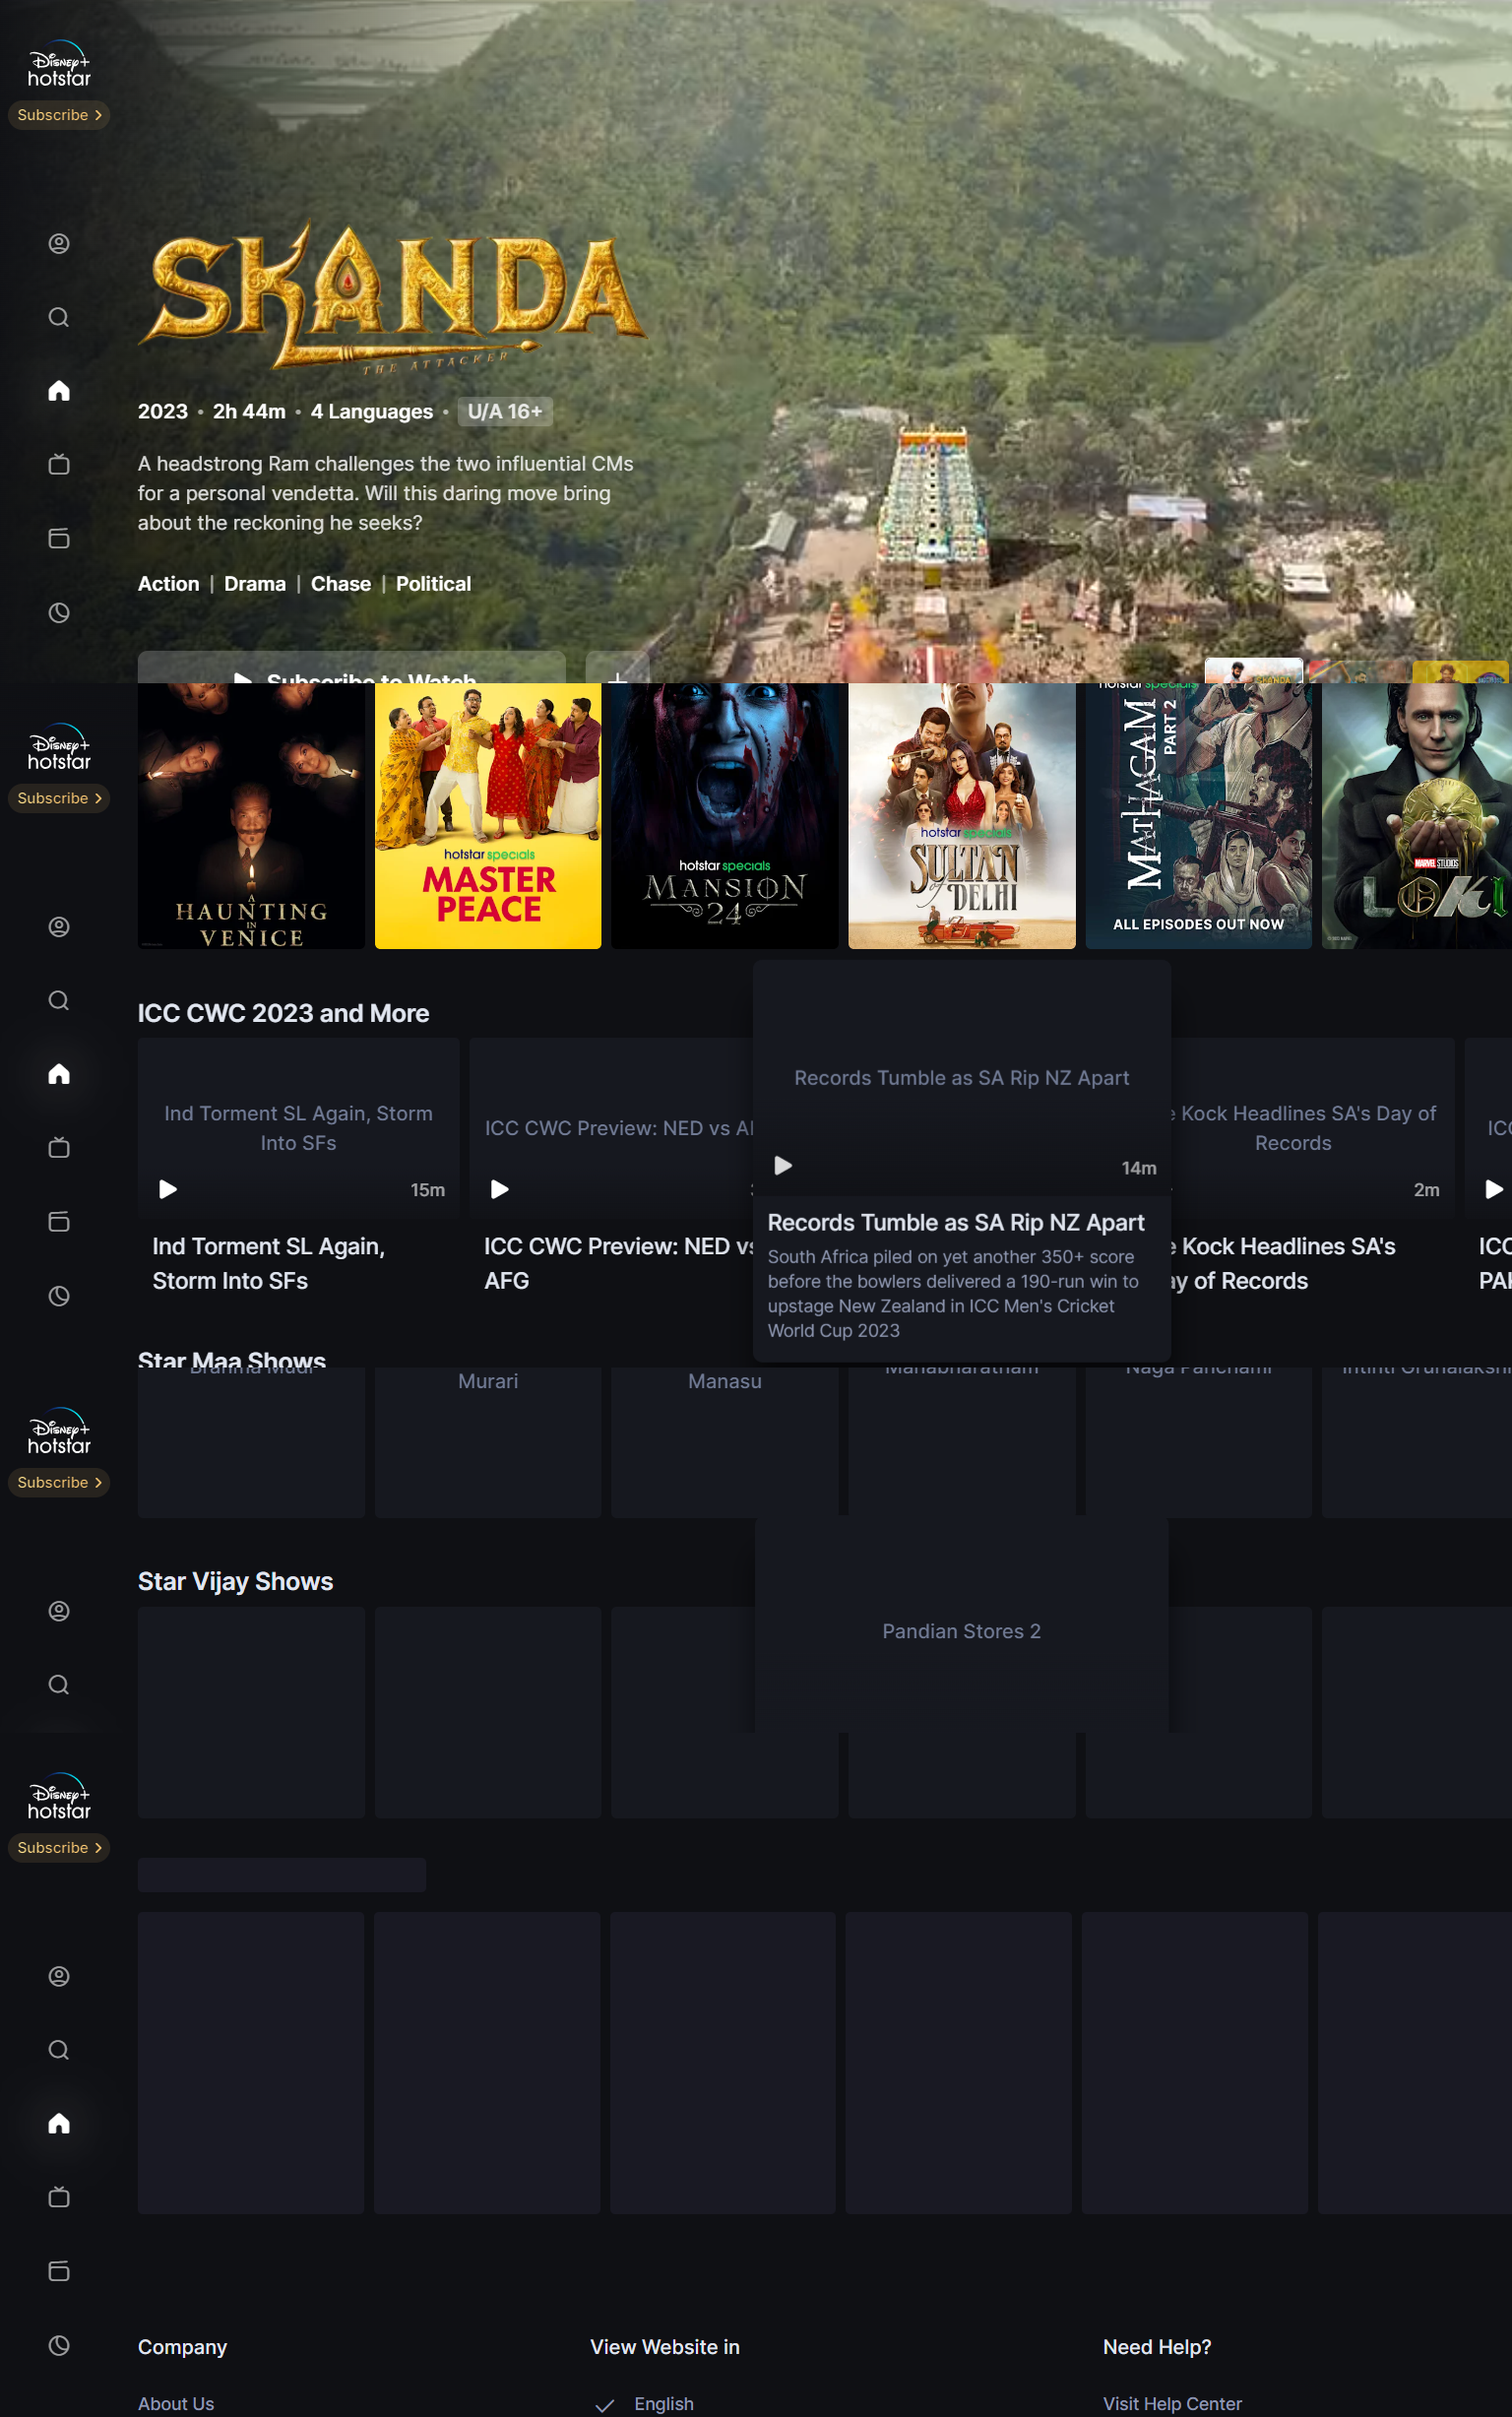 Disney+
hotstar
Subscribe
SKANDA
THE ATTACKER
2023 • 2h 44m • 4 Languages • U/A 16+
A headstrong Ram challenges the two influential CMs
for a personal vendetta. Will this daring move bring
about the reckoning he seeks?
Action | Drama | Chase | Political
Subscribe to Watch
Disney+
hotstar
Subscribe
A
HAUNTING
IN
VENICE
hotstar specials
MASTER
PEACE
hotstar specials
MANSION
24
hotstar specials
SULTAN
of
DELHI
hotstar specials
MATHAGAM
PART 2
ALL EPISODES OUT NOW
MARVEL STUDIOS
LOKI
ICC CWC 2023 and More
Ind Torment SL Again, Storm
Into SFs
15m
Ind Torment SL Again,
Storm Into SFs
ICC CWC Preview: NED vs
ICC CWC Preview: NED vs
AFG
Records Tumble as SA Rip NZ Apart
14m
Records Tumble as SA Rip NZ Apart
South Africa piled on yet another 350+ score
before the bowlers delivered a 190-run win to
upstage New Zealand in ICC Men's Cricket
World Cup 2023
Kock Headlines SA's Day of
Records
2m
Kock Headlines SA's
of Records
Star Maa Shows
Brahma Mudi
Murari
Manasu
Mahabharatham
Naga Panchami
Intinti
Disney+
hotstar
Subscribe
Star Vijay Shows
Pandian Stores 2
Disney+
hotstar
Subscribe
Company
About Us
View Website in
English
Need Help?
Visit Help Center